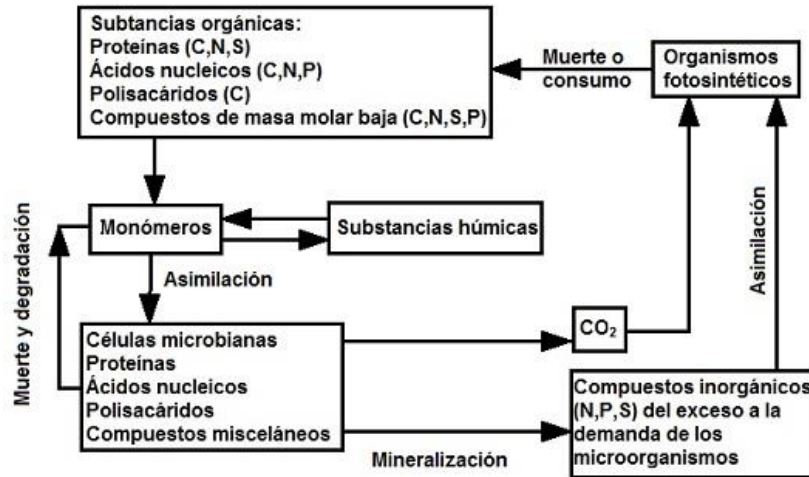 Subtancias orgánicas:
Proteínas (C,N,S)
Ácidos nucleicos (C,N,P)
Polisacáridos (C)
Compuestos de masa molar baja (C,N,S,P)
Muerte o
consumo
Organismos
fotosintéticos
Monómeros
Substancias húmicas
Muerte y degradación
Asimilación
Asimilación
Células microbianas
Proteínas
Ácidos nucleicos
Polisacáridos
Compuestos misceláneos
CO₂
Mineralización
Compuestos inorgánicos
(N,P,S) del exceso a la
demanda de los
microorganismos